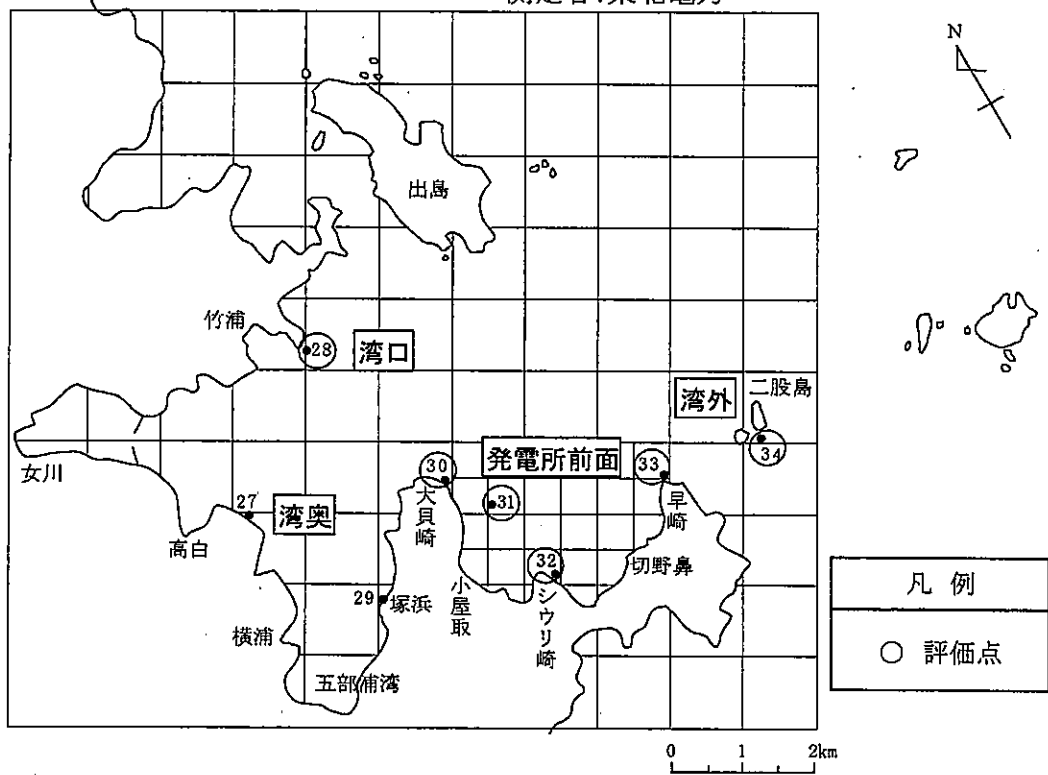 N
出島
竹浦
28
湾口
湾外
二股島
34
女川
27
湾奥
高白
30
大貝崎
発電所前面
31
33
早崎
32
切野鼻
29
塚浜
小屋取
シウリ崎
横浦
五部浦湾
凡例
○ 評価点
0 1 2km